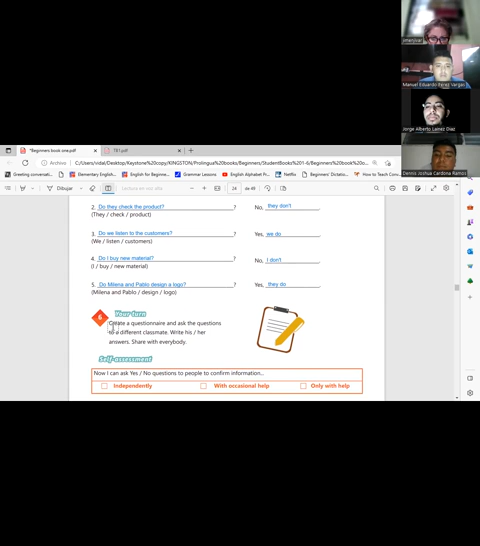 jmenjivar
Manuel Eduardo Perez Vargas
Jorge Alberto Lainez Diaz
Dennis Joshua Cardona Ramos
"Beginners book one.pdf
TB1.pdf
Archivo
C:/Users/vidal/Desktop/Keystone%20copy/KINGSTON/Prolingua%20books/Beginners/StudentBooks%201-6/Beginners%20book%20o...
Greeting conversati...
Elementary English...
English for Beginne...
Grammar Lessons
English Alphabet Pr...
Netflix
Beginners' Dictatio...
How to Teach Conv...
Dibujar
Lectura en voz alta
24
de 48
2. Do they check the product? ?
No, they don't.
(They / check / product)
3. Do we listen to the customers? ?
Yes, we do.
(We / listen / customers)
4. Do I buy new material? ?
No, I don't.
(I / buy / new material)
5. Do Milena and Pablo design a logo? ?
Yes, they do.
(Milena and Pablo / design / logo)
6. Your turn
Create a questionnaire and ask the questions
to a different classmate. Write his / her
answers. Share with everybody.
Self-assessment
Now I can ask Yes / No questions to people to confirm information...
Independently
With occasional help
Only with help